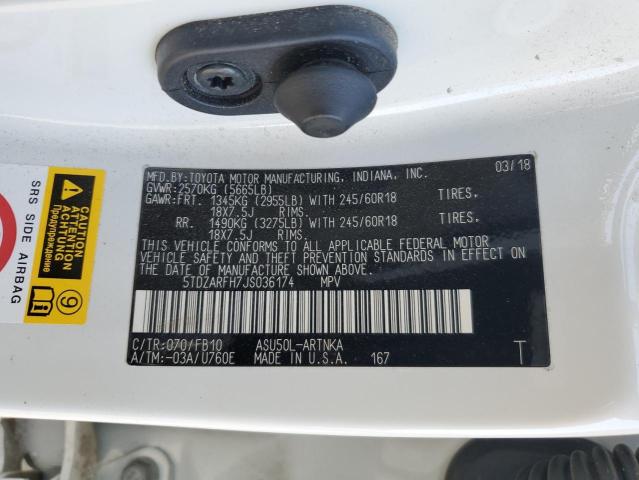 MFD.BY:TOYOTA MOTOR MANUFACTURING, INDIANA, INC. 03/18
GVWR:2570KG (5665LB)
GAWR:FRT. 1345KG (2955LB) WITH 245/60R18 TIRES,
18X7.5J RIMS.
RR. 1490KG (3275LB) WITH 245/60R18 TIRES,
18X7.5J RIMS.
THIS VEHICLE CONFORMS TO ALL APPLICABLE FEDERAL MOTOR
VEHICLE SAFETY AND THEFT PREVENTION STANDARDS IN EFFECT
ON THE DATE OF MANUFACTURE SHOWN ABOVE.
5TDZARFH7JS036174 MPV
C/TR:070/FB10 ASU50L-ARTNKA T
A/TM:-03A/U760E MADE IN U.S.A. 167
SRS SIDE AIRBAG
CAUTION
ATTENTION
ACHTUNG
Предупреждение
9